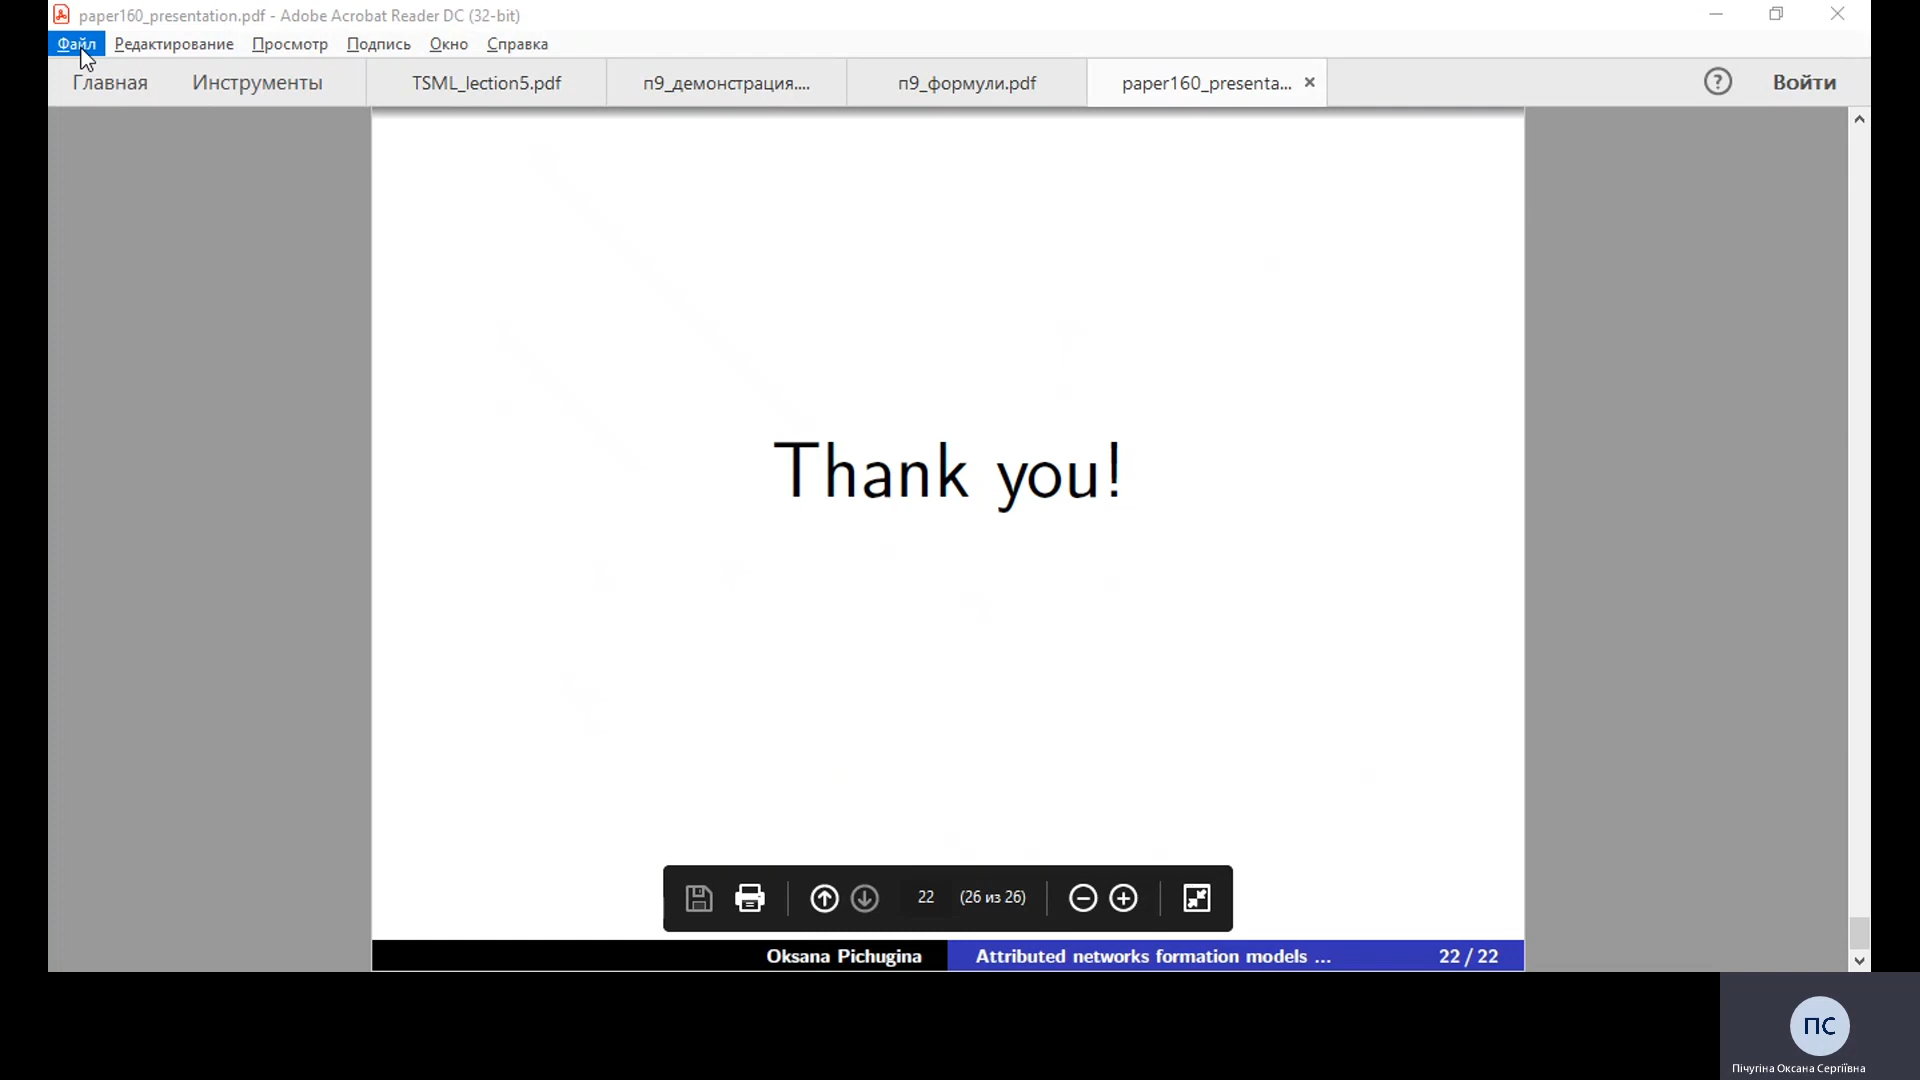 paper160_presentation.pdf - Adobe Acrobat Reader DC (32-bit)
Файл Редактирование Просмотр Подпись Окно Справка
Главная Инструменты TSML_lection5.pdf п9_демонстрация.... п9_формули.pdf paper160_presenta... × ? Войти
Thank you!
22 (26 из 26)
Oksana Pichugina Attributed networks formation models ... 22 / 22
ПС
Пічугіна Оксана Сергіївна